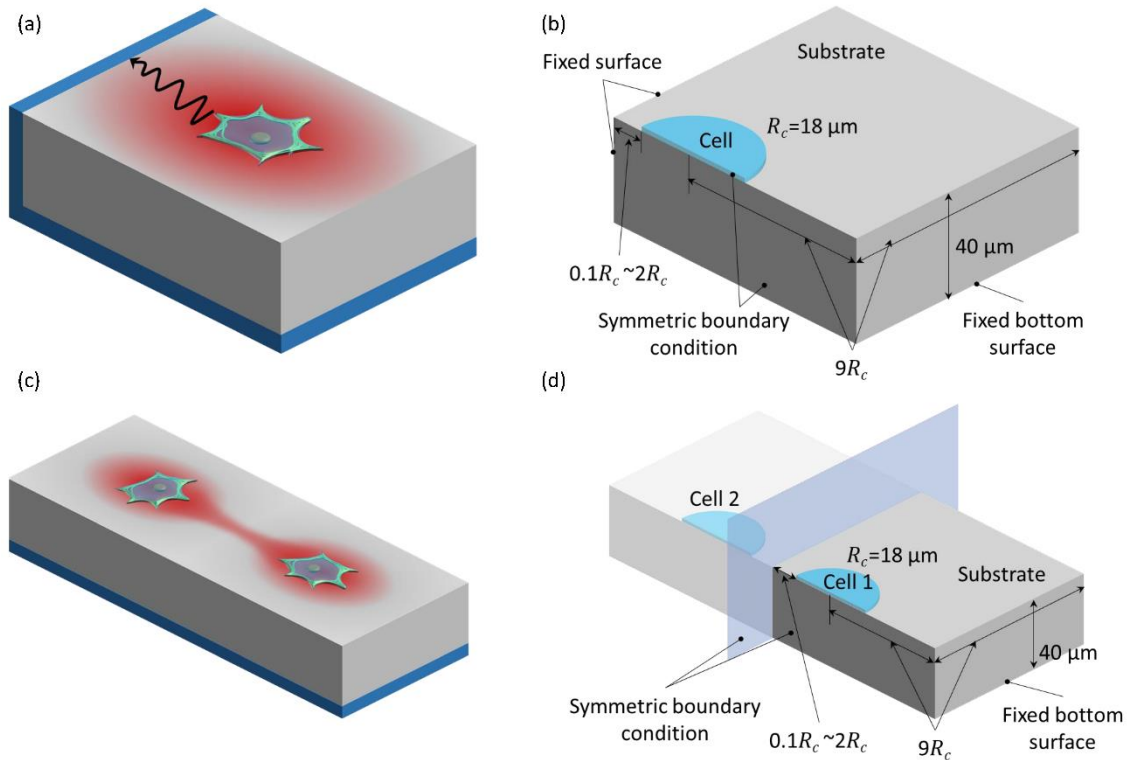 (a)
(b)
Fixed surface
Substrate
Cell
R_c=18 μm
0.1R_c ~2R_c
40 μm
Symmetric boundary
condition
Fixed bottom
surface
9R_c
(c)
(d)
Cell 2
R_c=18 μm
Cell 1
Substrate
40 μm
Symmetric boundary
condition
0.1R_c ~2R_c
9R_c
Fixed bottom
surface